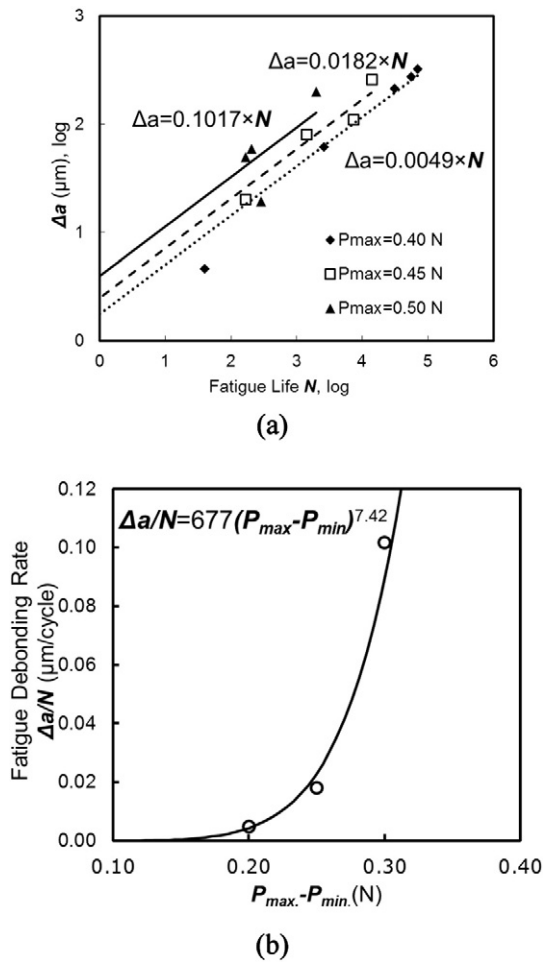 3
2
1
0
Δa (μm), log
Δa=0.0182×N
Δa=0.1017×N
Δa=0.0049×N
Pmax=0.40 N
Pmax=0.45 N
Pmax=0.50 N
0 1 2 3 4 5 6
Fatigue Life N, log
(a)
0.12
0.10
0.08
0.06
0.04
0.02
0.00
Fatigue Debonding Rate
Δa/N (μm/cycle)
Δa/N=677(Pmax-Pmin)^7.42
0.10 0.20 0.30 0.40
Pmax.-Pmin.(N)
(b)